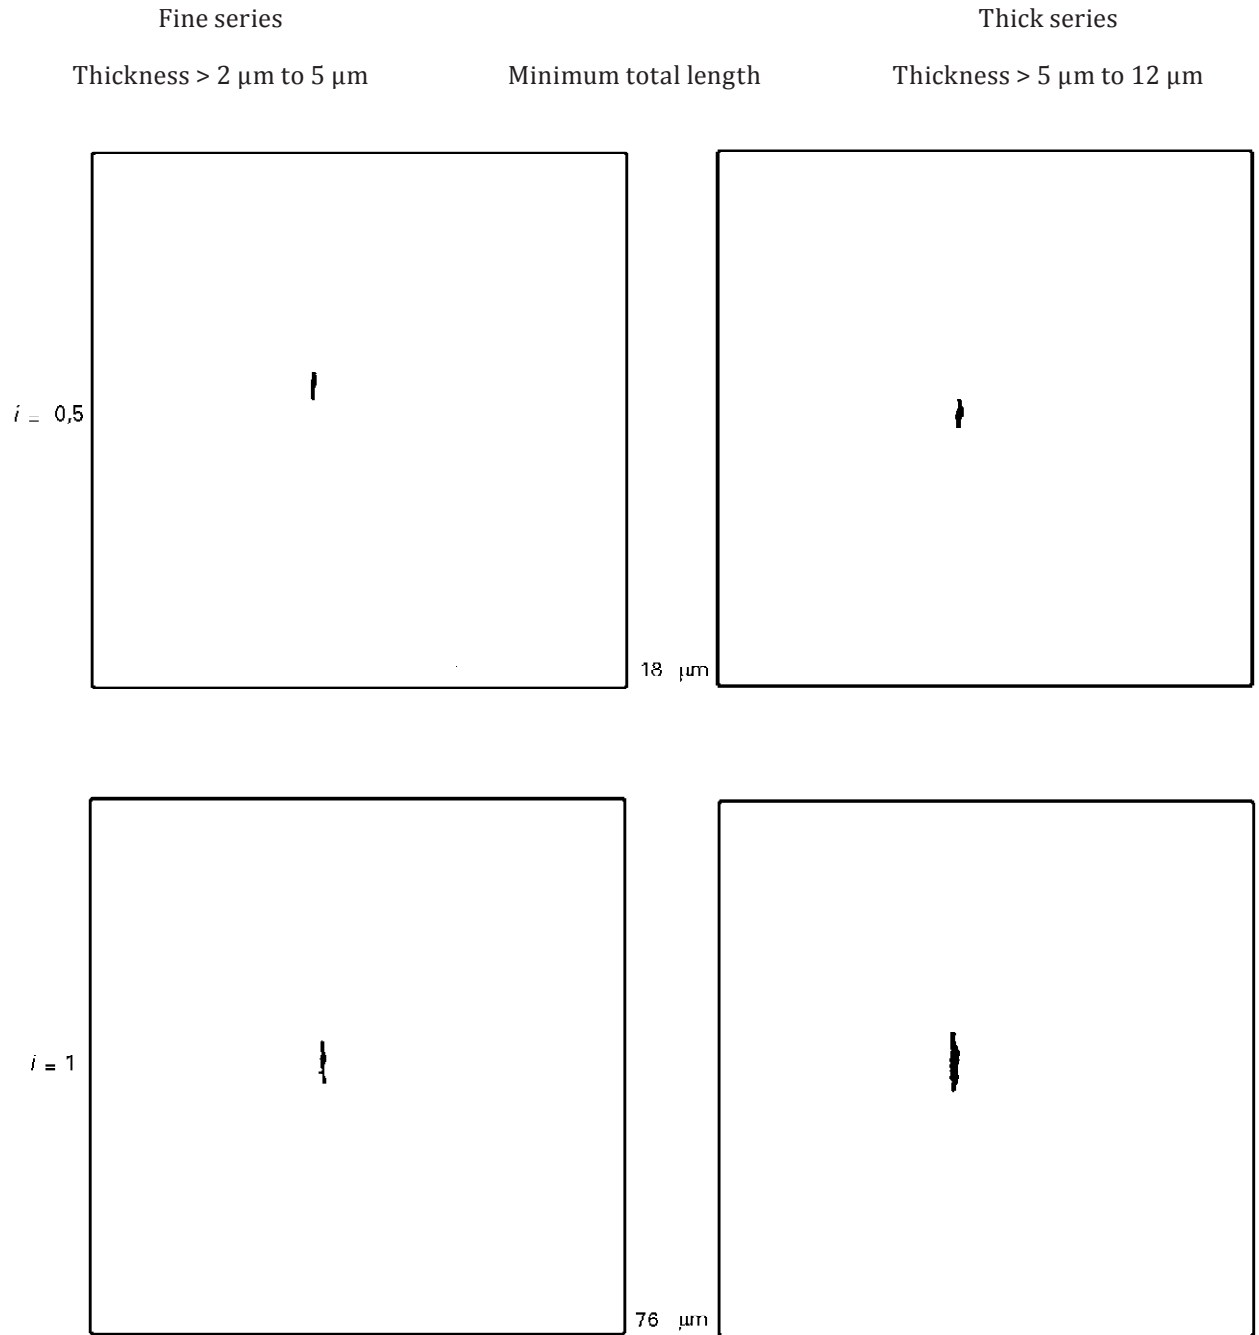 Fine series
Thick series
Thickness > 2 μm to 5 μm
Minimum total length
Thickness > 5 μm to 12 μm
i = 0,5
18 μm
i = 1
76 μm